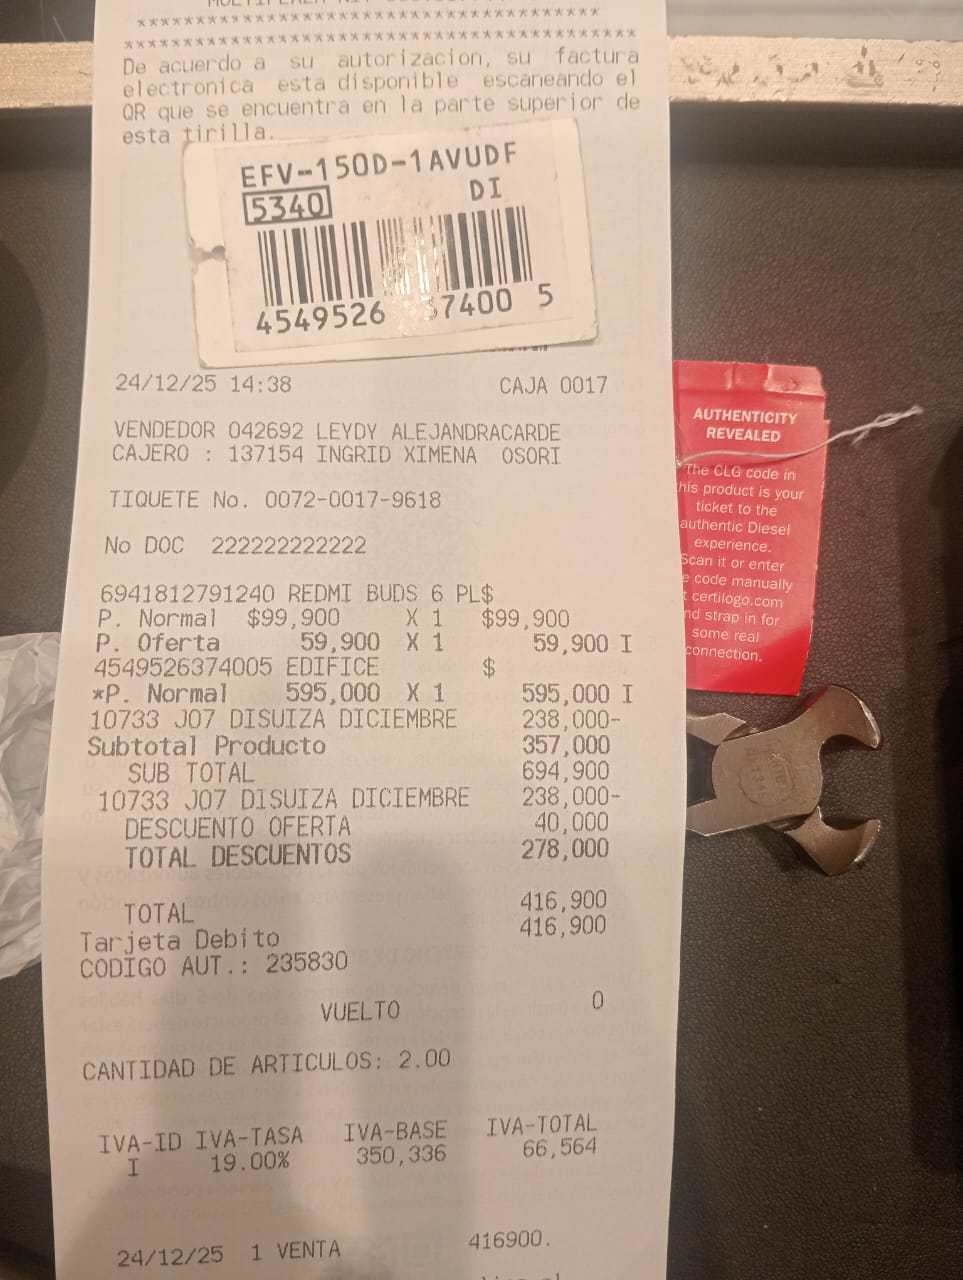 ************************************
****************************************
De acuerdo a su autorizacion, su factura
electronica esta disponible escaneando el
QR que se encuentra en la parte superior de
esta tirilla.
EFV-150D-1AVUDF
5340 DI
4549526 37400 5
24/12/25 14:38 CAJA 0017
VENDEDOR 042692 LEYDY ALEJANDRACARDE
CAJERO : 137154 INGRID XIMENA OSORI
TIQUETE No. 0072-0017-9618
No DOC 222222222222
6941812791240 REDMI BUDS 6 PL$
P. Normal $99,900 X 1 $99,900
P. Oferta 59,900 X 1 59,900 I
4549526374005 EDIFICE $
*P. Normal 595,000 X 1 595,000 I
10733 J07 DISUIZA DICIEMBRE 238,000-
Subtotal Producto 357,000
SUB TOTAL 694,900
10733 J07 DISUIZA DICIEMBRE 238,000-
DESCUENTO OFERTA 40,000
TOTAL DESCUENTOS 278,000
TOTAL 416,900
Tarjeta Debito 416,900
CODIGO AUT.: 235830
VUELTO 0
CANTIDAD DE ARTICULOS: 2.00
IVA-ID IVA-TASA IVA-BASE IVA-TOTAL
I 19.00% 350,336 66,564
24/12/25 1 VENTA 416900.
AUTHENTICITY
REVEALED
The CLG code in
this product is your
ticket to the
authentic Diesel
experience.
Scan it or enter
code manually
certilogo.com
nd strap in for
some real
connection.